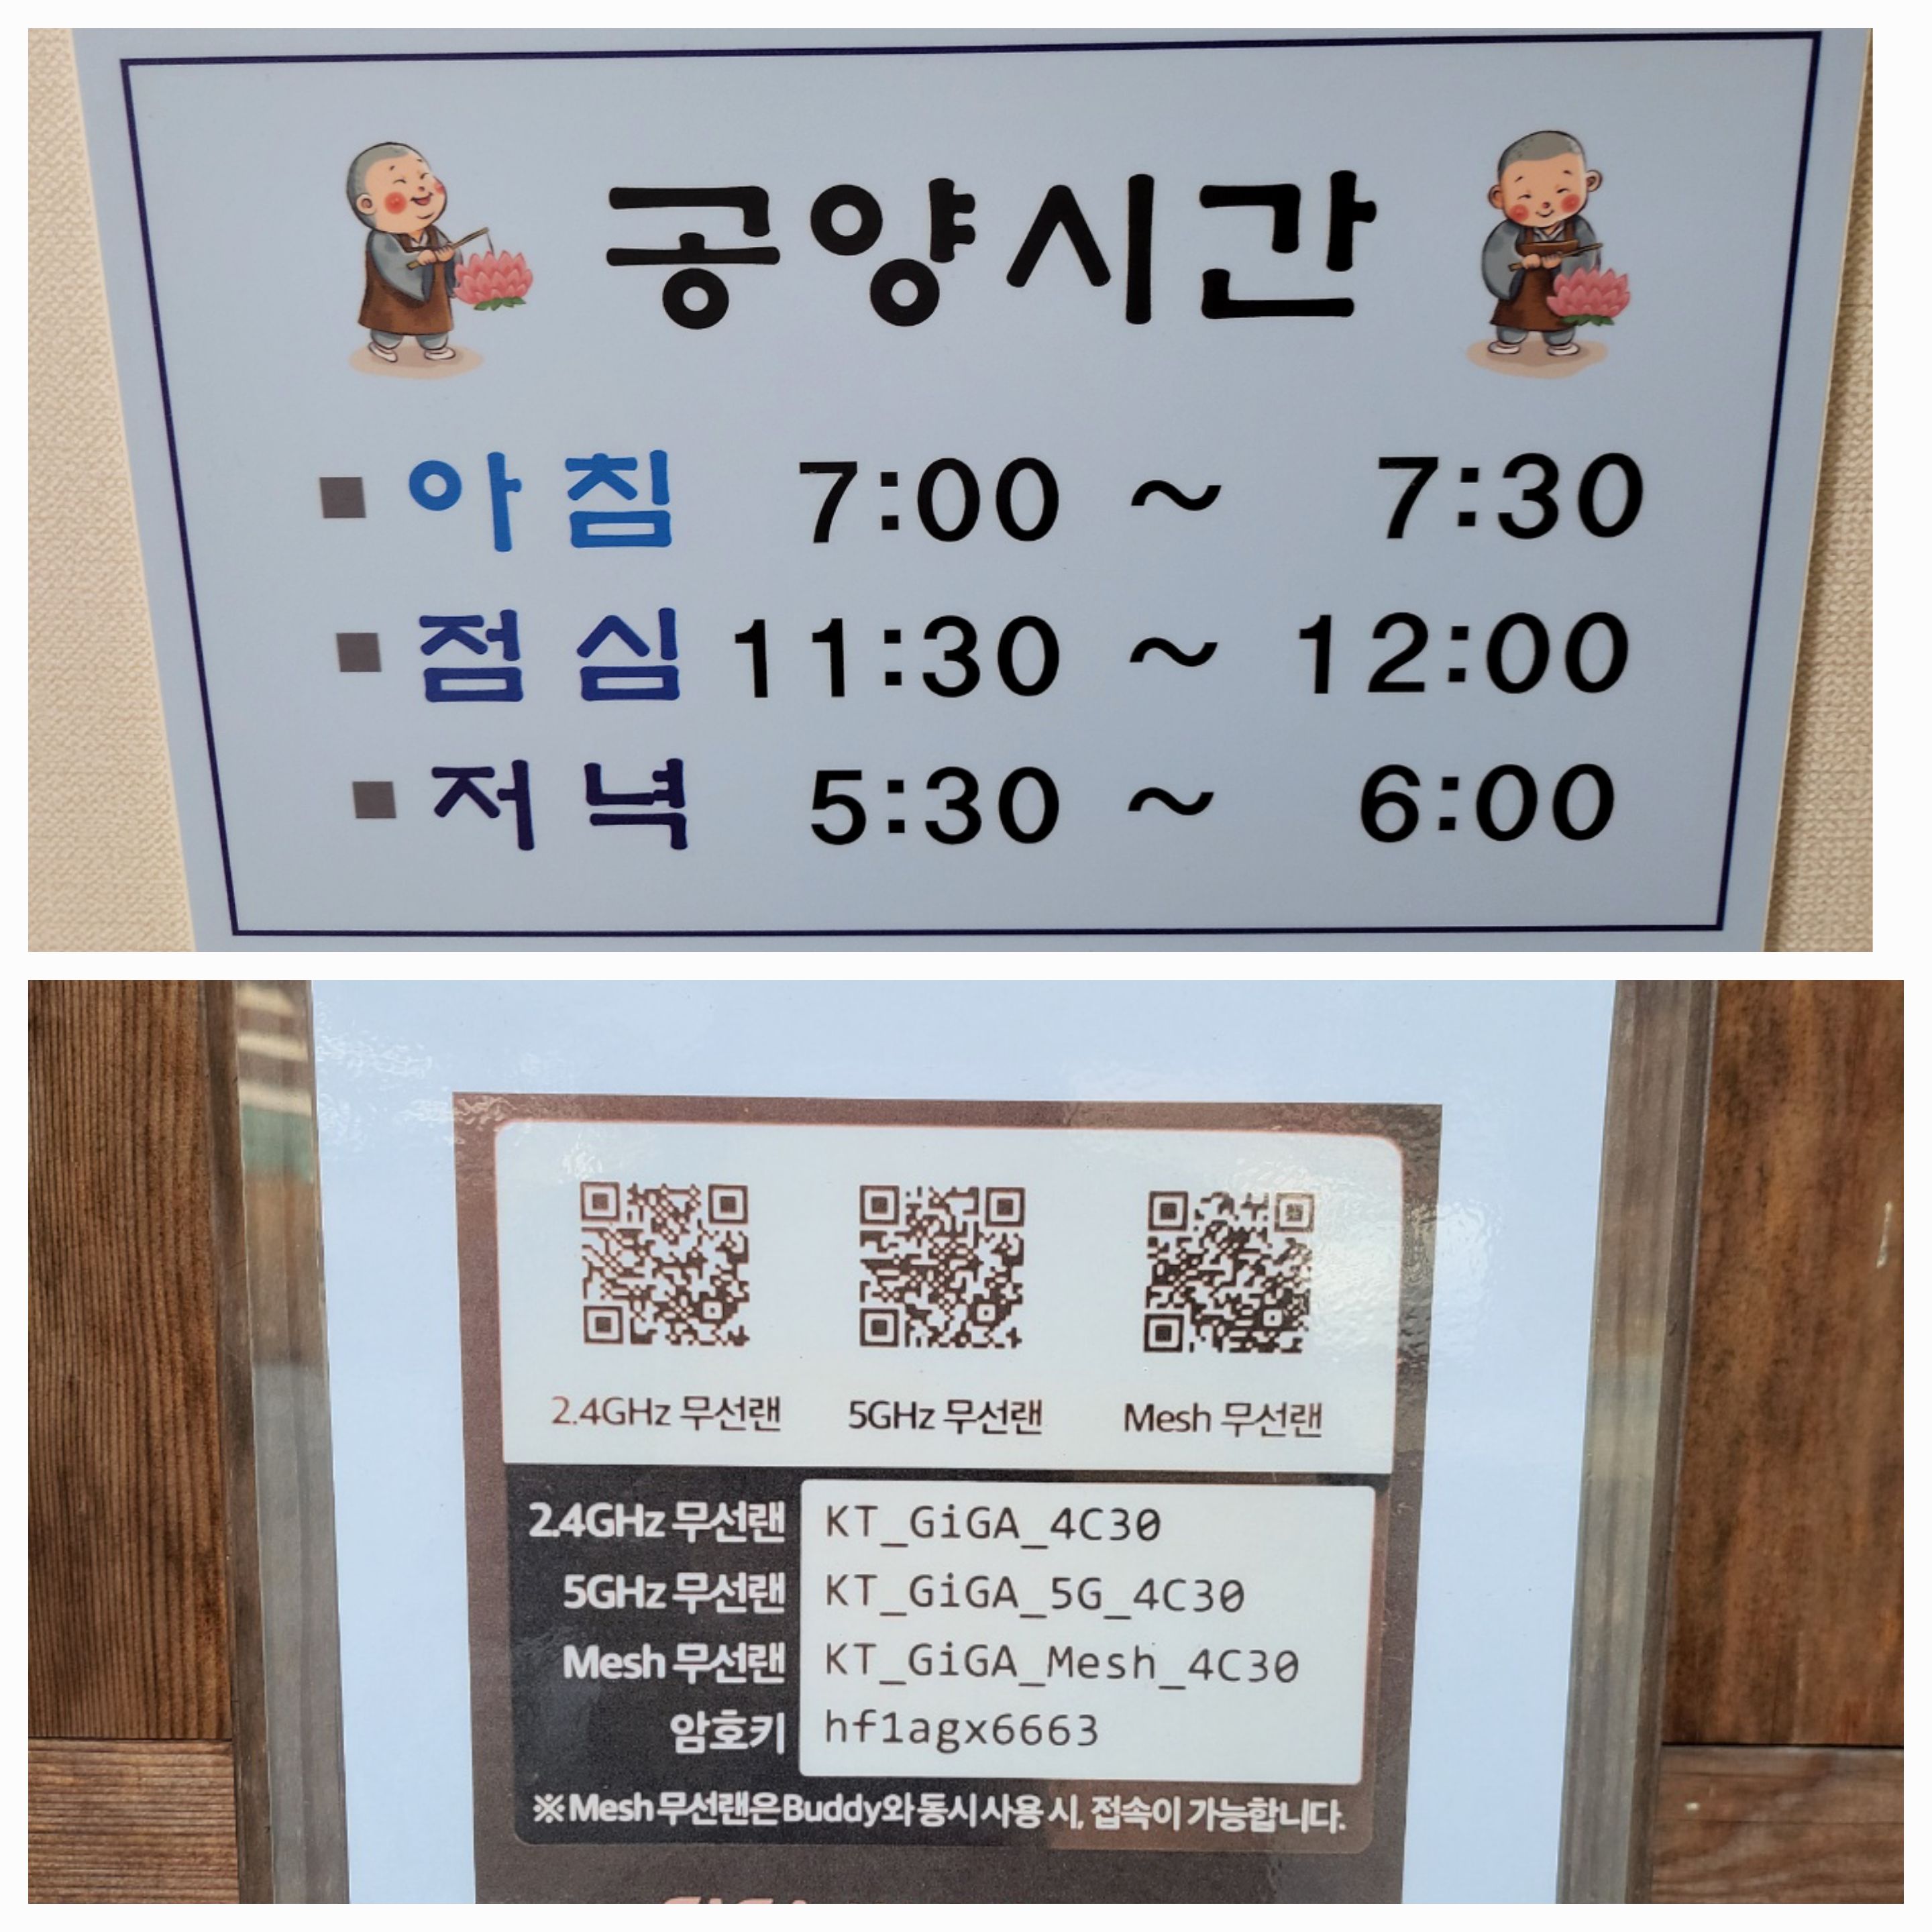 공양시간
■ 아침 7:00 ~ 7:30
■ 점심 11:30 ~ 12:00
■ 저녁 5:30 ~ 6:00
2.4GHz 무선랜 5GHz 무선랜 Mesh 무선랜
2.4GHz 무선랜 KT_GiGA_4C30
5GHz 무선랜 KT_GiGA_5G_4C30
Mesh 무선랜 KT_GiGA_Mesh_4C30
암호키 hf1agx6663
※Mesh 무선랜은 Buddy와 동시 사용 시, 접속이 가능합니다.